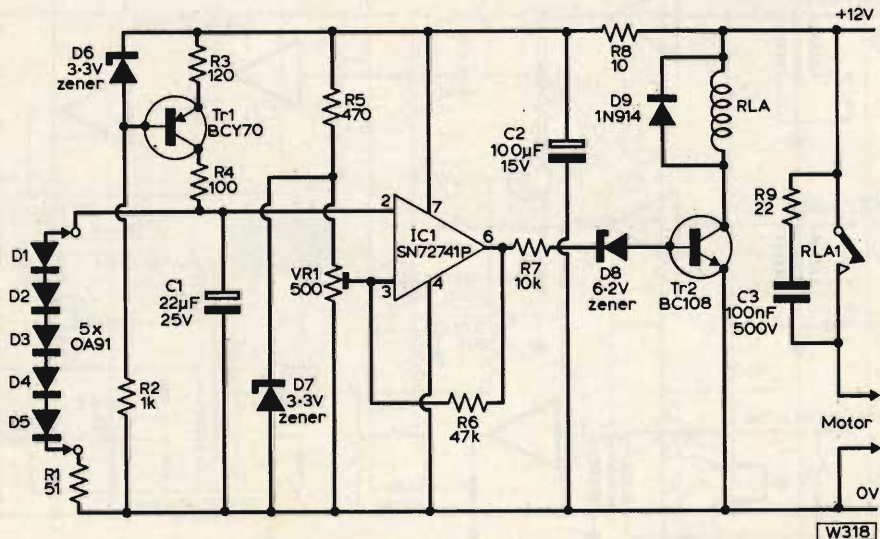 +12V
D6
3·3V
zener
R3
120
Tr1
BCY70
R4
100
R5
470
R8
10
D9
1N914
RLA
C2
100µF
15V
R9
22
RLA1
C3
100nF
500V
2
7
IC1
SN72741P
6
3
4
R7
10k
D8
6·2V
zener
Tr2
BC108
VR1
500
C1
22µF
25V
D1
D2
D3
D4
D5
5x
OA91
R2
1k
D7
3·3V
zener
R6
47k
R1
51
Motor
0V
W318